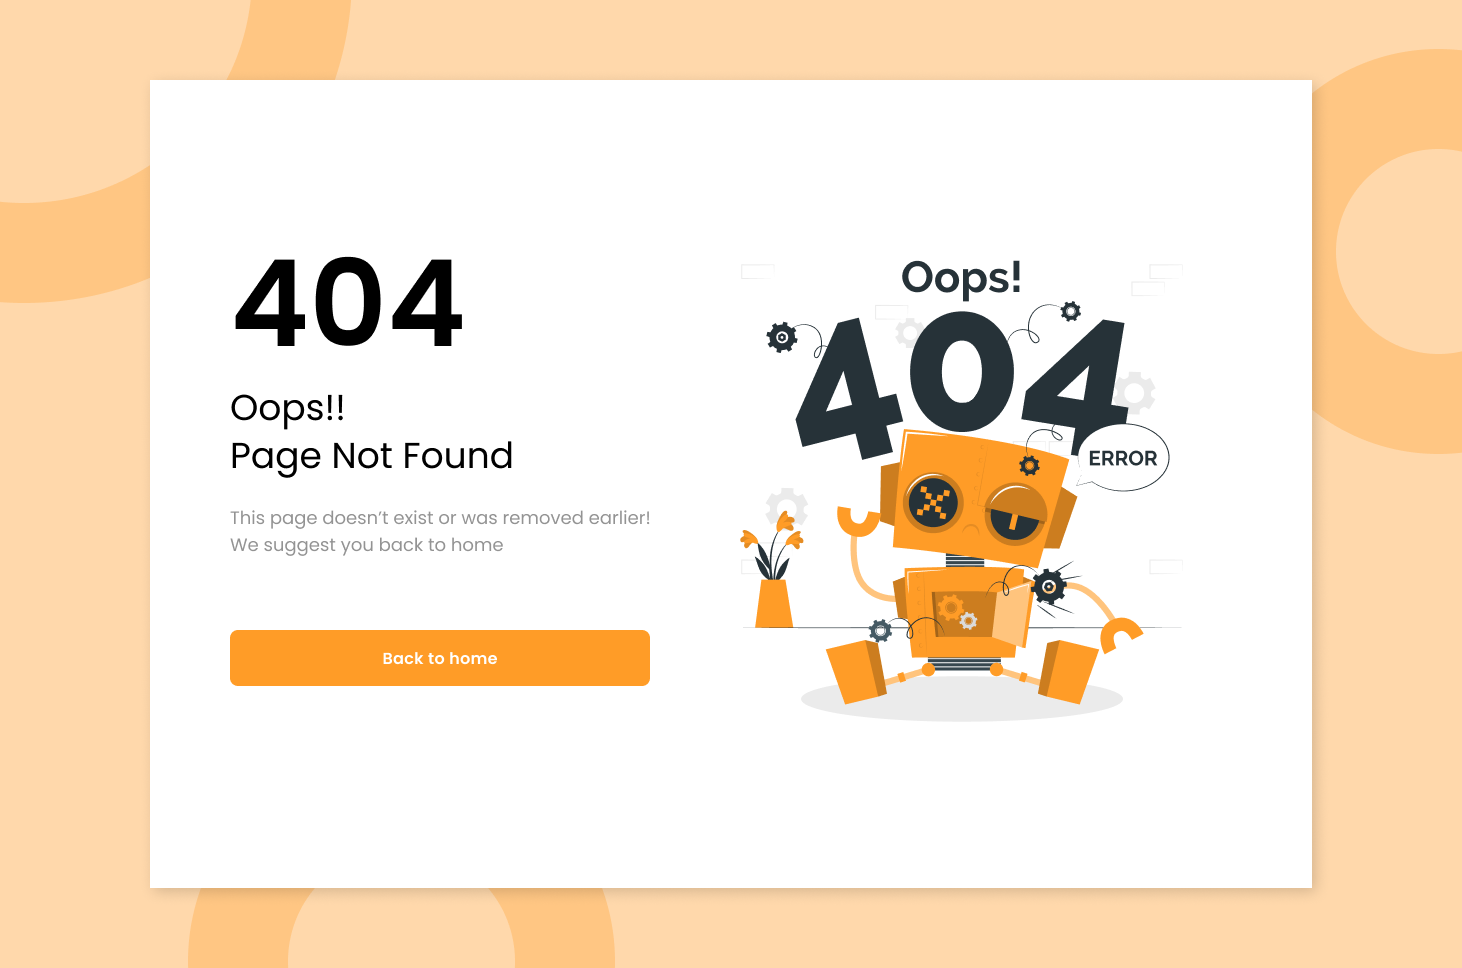 404
Oops!!
Page Not Found
This page doesn’t exist or was removed earlier!
We suggest you back to home
Back to home
Oops!
404
ERROR